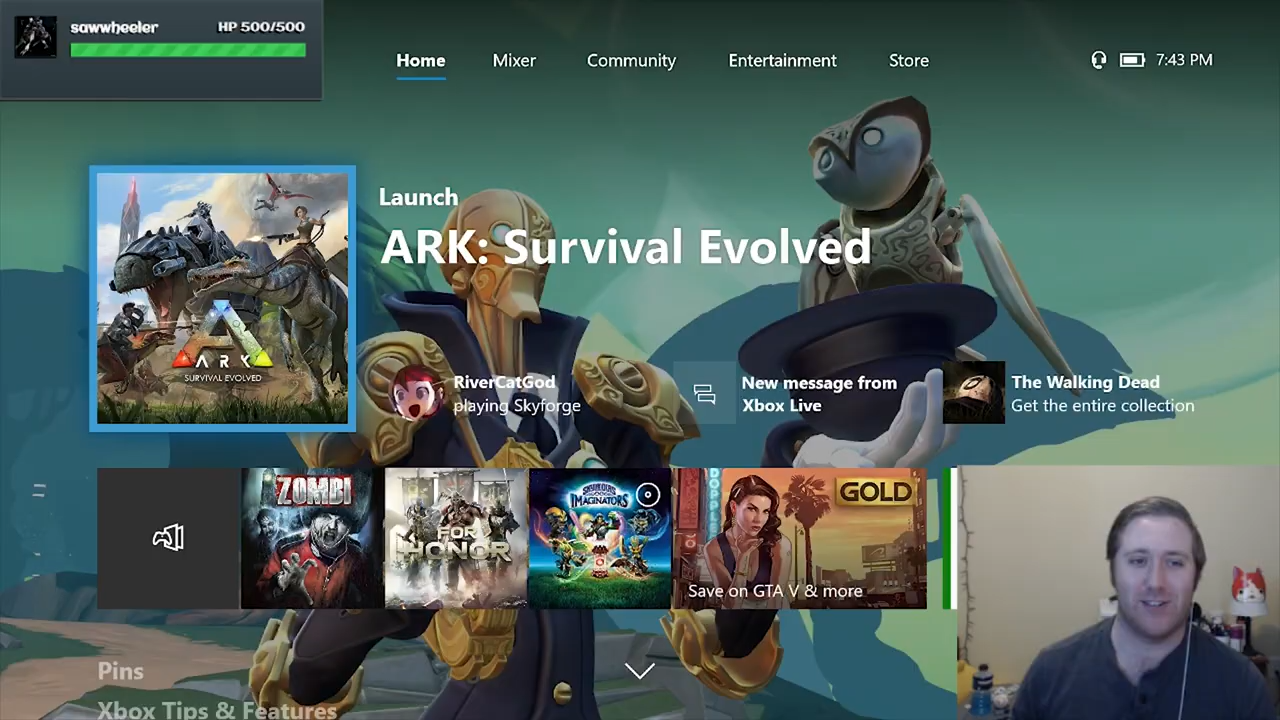 sawwheeler
HP 500/500
Home
Mixer
Community
Entertainment
Store
7:43 PM
Launch
ARK: Survival Evolved
ARK
SURVIVAL EVOLVED
RiverCatGod
playing Skyforge
New message from
Xbox Live
The Walking Dead
Get the entire collection
ZOMBI
FOR
HONOR
SKYLANDERS
IMAGINATORS
GOLD
Save on GTA V & more
Pins
Xbox Tips & Features